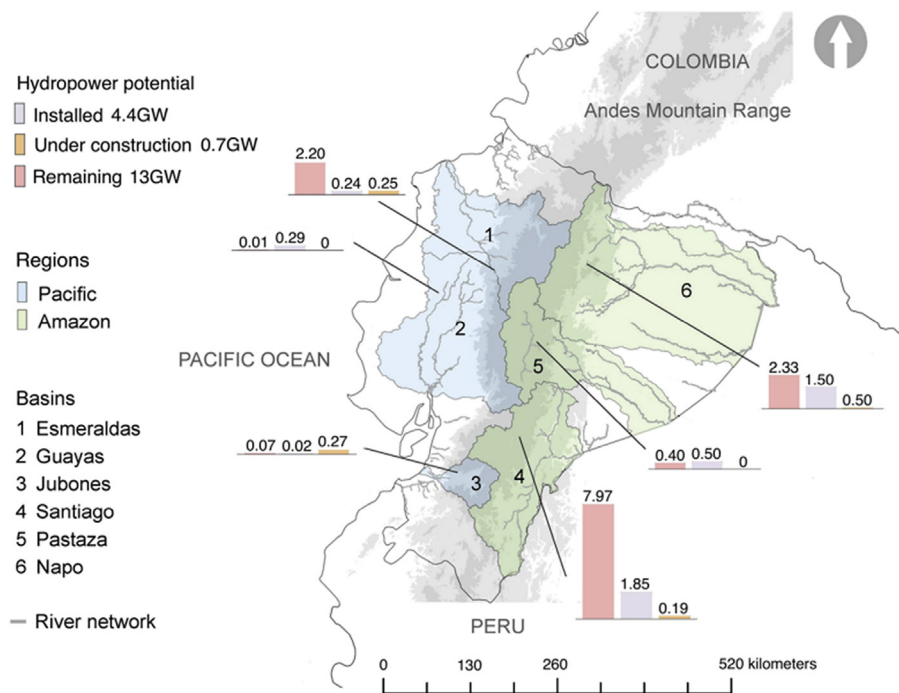 COLOMBIA
Andes Mountain Range
Hydropower potential
Installed 4.4GW
Under construction 0.7GW
Remaining 13GW
2.20
0.24 0.25
0.01 0.29 0
Regions
Pacific
Amazon
PACIFIC OCEAN
1
2
3
4
5
6
2.33
1.50
0.50
0.40 0.50 0
0.07 0.02 0.27
7.97
1.85
0.19
Basins
1 Esmeraldas
2 Guayas
3 Jubones
4 Santiago
5 Pastaza
6 Napo
River network
PERU
0 130 260 520 kilometers